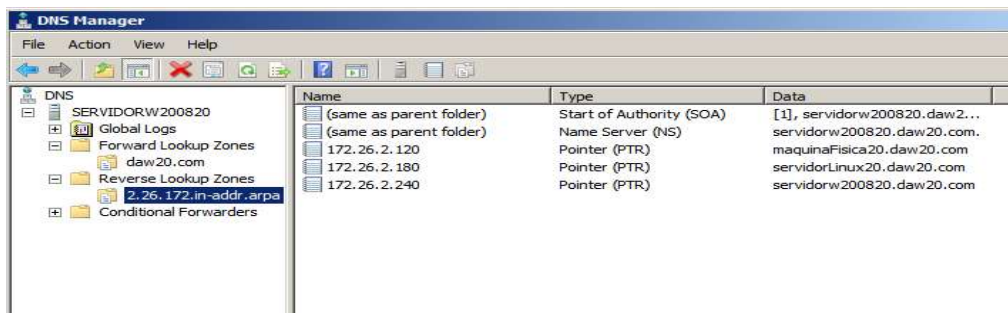 DNS Manager
File Action View Help
DNS
SERVIDORW200820
Global Logs
Forward Lookup Zones
daw20.com
Reverse Lookup Zones
2.26.172.in-addr.arpa
Conditional Forwarders
Name Type Data
(same as parent folder) Start of Authority (SOA) [1], servidorw200820.daw2...
(same as parent folder) Name Server (NS) servidorw200820.daw20.com.
172.26.2.120 Pointer (PTR) maquinaFisica20.daw20.com
172.26.2.180 Pointer (PTR) servidorLinux20.daw20.com
172.26.2.240 Pointer (PTR) servidorw200820.daw20.com